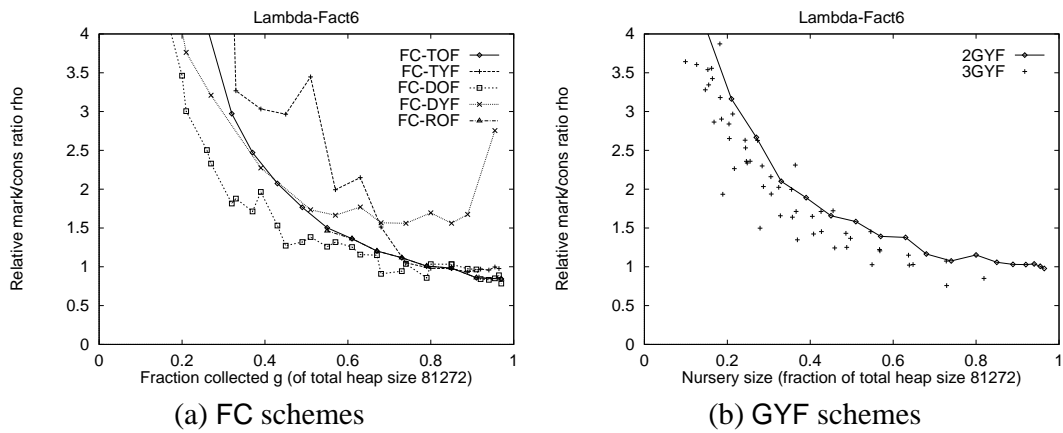 Lambda-Fact6
4
3.5
3
2.5
2
1.5
1
0.5
0
Relative mark/cons ratio rho
FC-TOF
FC-TYF
FC-DOF
FC-DYF
FC-ROF
0 0.2 0.4 0.6 0.8 1
Fraction collected g (of total heap size 81272)
(a) FC schemes
Lambda-Fact6
4
3.5
3
2.5
2
1.5
1
0.5
0
Relative mark/cons ratio rho
2GYF
3GYF
0 0.2 0.4 0.6 0.8 1
Nursery size (fraction of total heap size 81272)
(b) GYF schemes